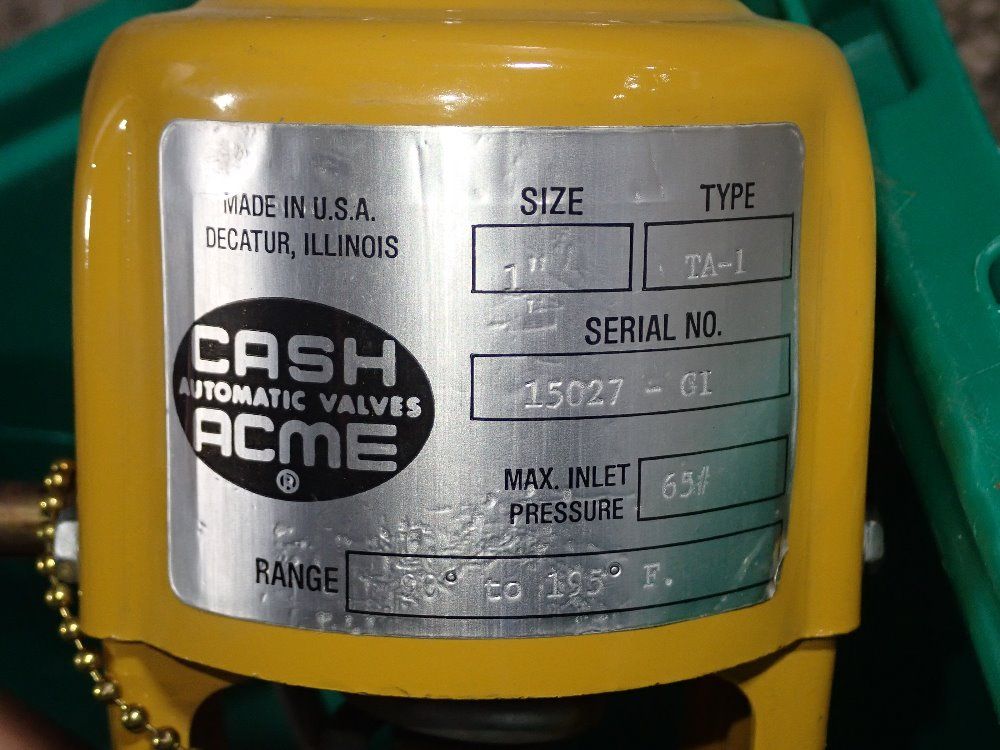 MADE IN U.S.A.
DECATUR, ILLINOIS
CASH
AUTOMATIC VALVES
ACME
®
SIZE
1"
TYPE
TA-1
SERIAL NO.
15027 - GI
MAX. INLET
PRESSURE
65#
RANGE
to 195° F.